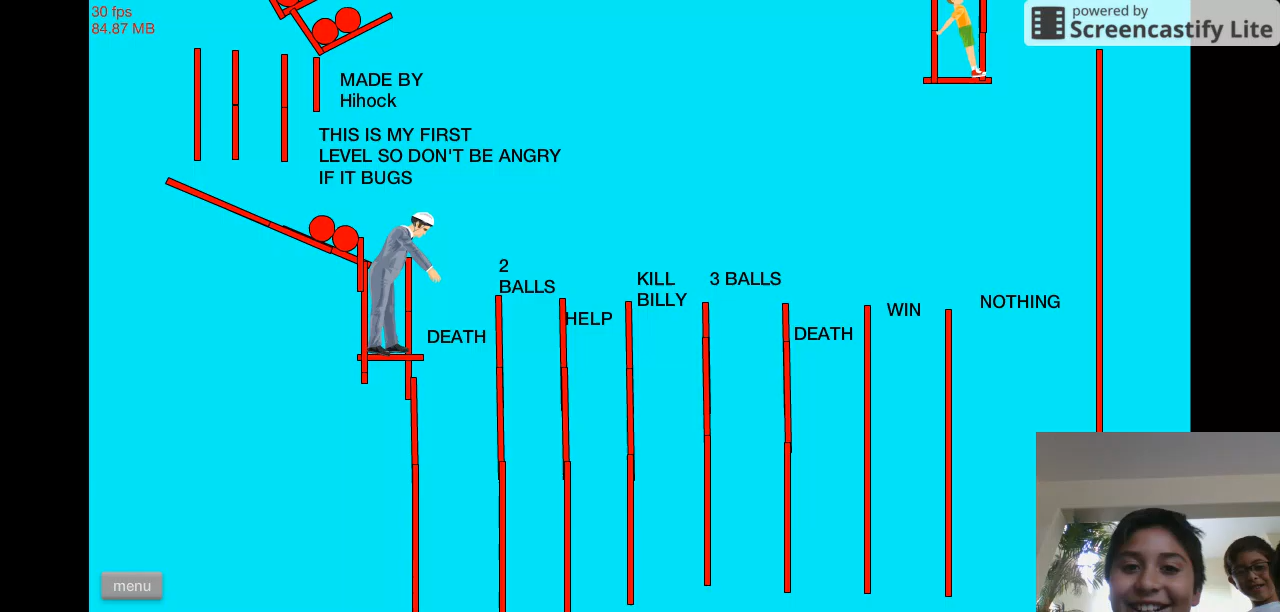 30 fps
84.87 MB
powered by
Screencastify Lite
MADE BY
Hihock
THIS IS MY FIRST
LEVEL SO DON'T BE ANGRY
IF IT BUGS
2
BALLS
HELP
KILL
BILLY
3 BALLS
DEATH
DEATH
WIN
NOTHING
menu